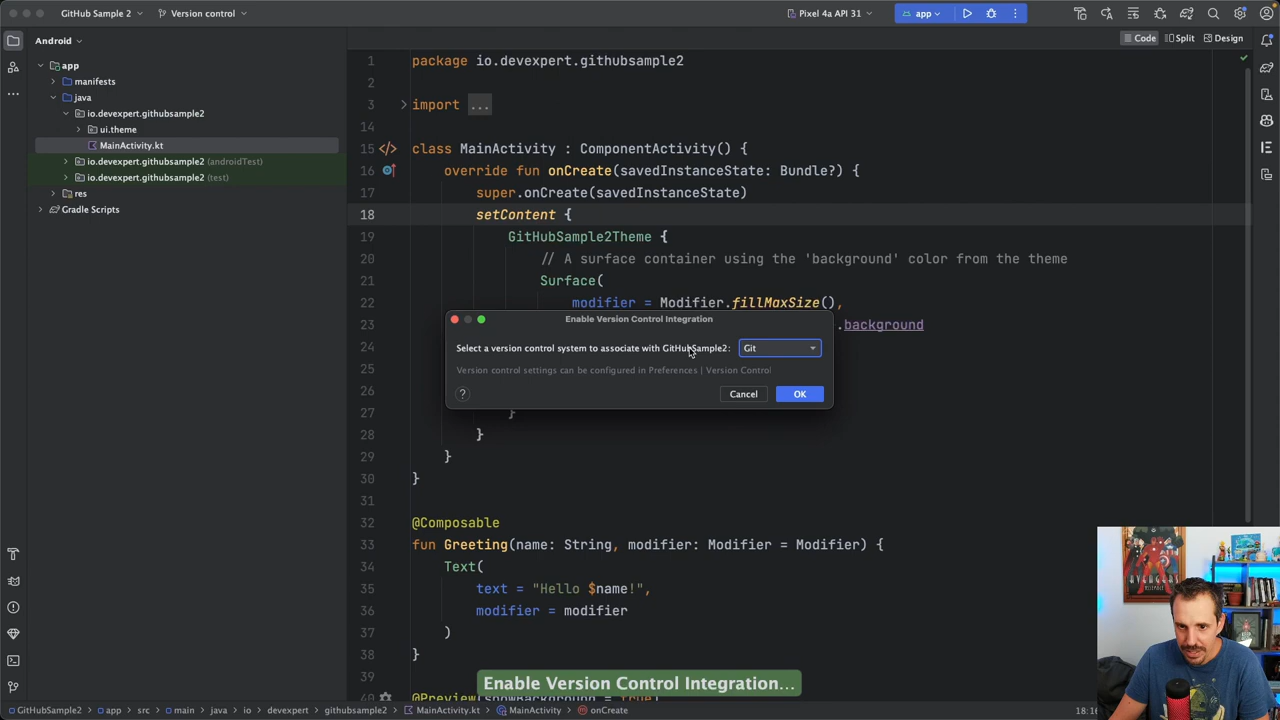 GitHub Sample 2
Version control
Pixel 4a API 31
app
Android
Code
Split
Design
app
manifests
java
io.devexpert.githubsample2
ui.theme
MainActivity.kt
io.devexpert.githubsample2 (androidTest)
io.devexpert.githubsample2 (test)
res
Gradle Scripts
1 package io.devexpert.githubsample2
2
3 import ...
14
15 class MainActivity : ComponentActivity() {
16 override fun onCreate(savedInstanceState: Bundle?) {
17 super.onCreate(savedInstanceState)
18 setContent {
19 GitHubSample2Theme {
20 // A surface container using the 'background' color from the theme
21 Surface(
22 modifier = Modifier.fillMaxSize(),
23 .background
24
25
26
27 }
28 }
29 }
30 }
31
32 @Composable
33 fun Greeting(name: String, modifier: Modifier = Modifier) {
34 Text(
35 text = "Hello $name!",
36 modifier = modifier
37 )
38 }
39
Enable Version Control Integration
Select a version control system to associate with GitHubSample2:
Git
Version control settings can be configured in Preferences | Version Control
?
Cancel
OK
Enable Version Control Integration...
AVENGERS
GitHubSample2 > app > src > main > java > io > devexpert > githubsample2 > MainActivity.kt > MainActivity > onCreate